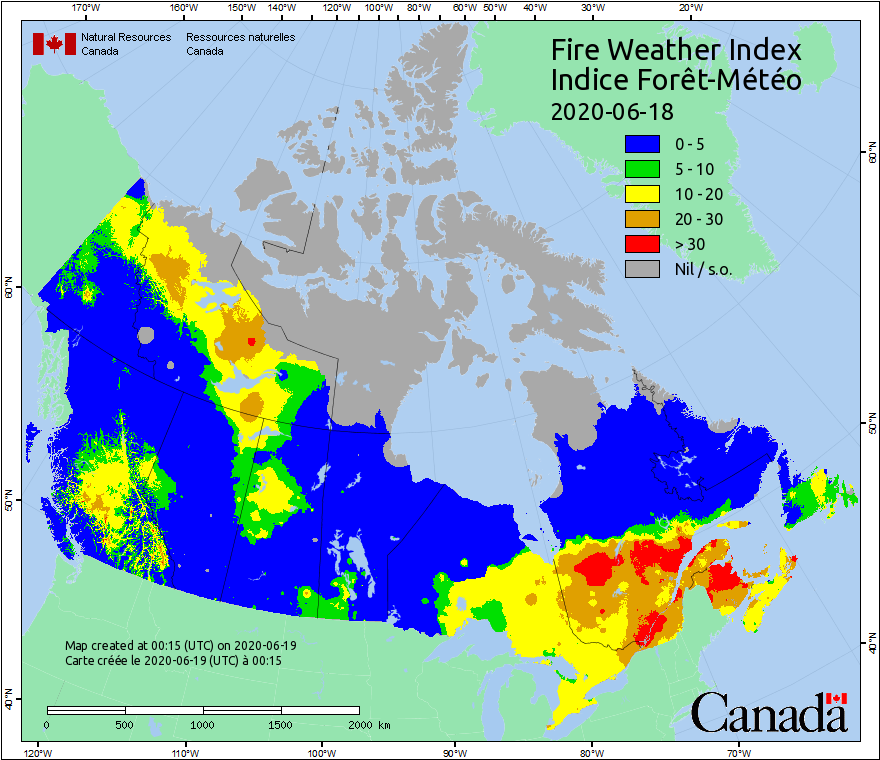 170°W 160°W 150°W 140°W 120°W 100°W 80°W 60°W 50°W 40°W 30°W 20°W
Natural Resources Ressources naturelles
Canada Canada
Fire Weather Index
Indice Forêt-Météo
2020-06-18
0 - 5
5 - 10
10 - 20
20 - 30
> 30
Nil / s.o.
60°N
60°N
50°N
50°N
40°N
40°N
Map created at 00:15 (UTC) on 2020-06-19
Carte créée le 2020-06-19 (UTC) à 00:15
0 500 1000 1500 2000 km
Canada
120°W 110°W 100°W 90°W 80°W 70°W